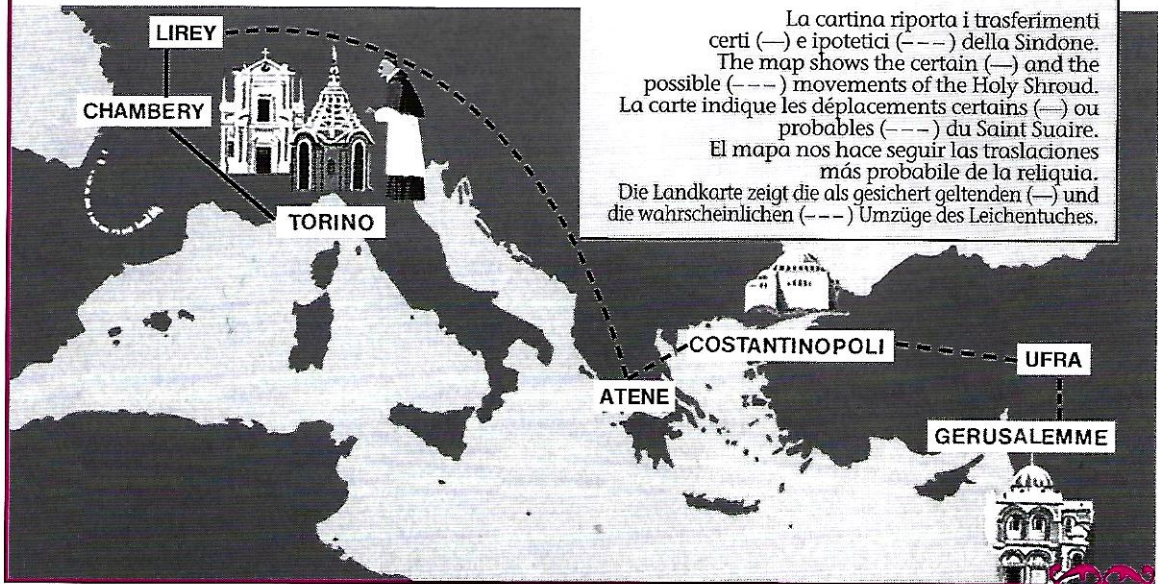 La cartina riporta i trasferimenti
certi (—) e ipotetici (---) della Sindone.
The map shows the certain (—) and the
possible (---) movements of the Holy Shroud.
La carte indique les déplacements certains (—) ou
probables (---) du Saint Suaire.
El mapa nos hace seguir las traslaciones
más probabile de la reliquia.
Die Landkarte zeigt die als gesichert geltenden (—) und
die wahrscheinlichen (---) Umzüge des Leichentuches.
LIREY
CHAMBERY
TORINO
COSTANTINOPOLI
UFRA
ATENE
GERUSALEMME